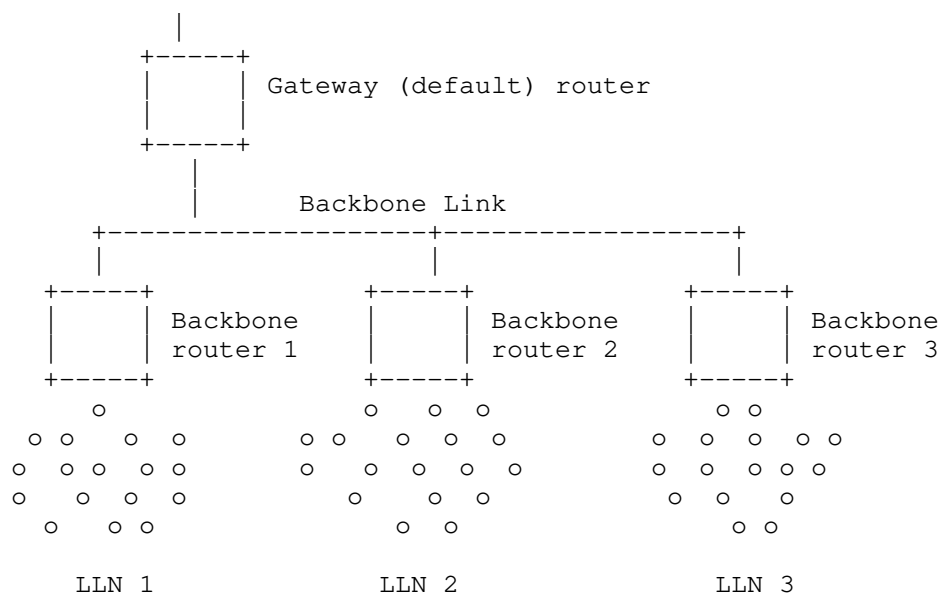 Gateway (default) router
Backbone Link
Backbone Backbone Backbone
router 1 router 2 router 3
LLN 1 LLN 2 LLN 3